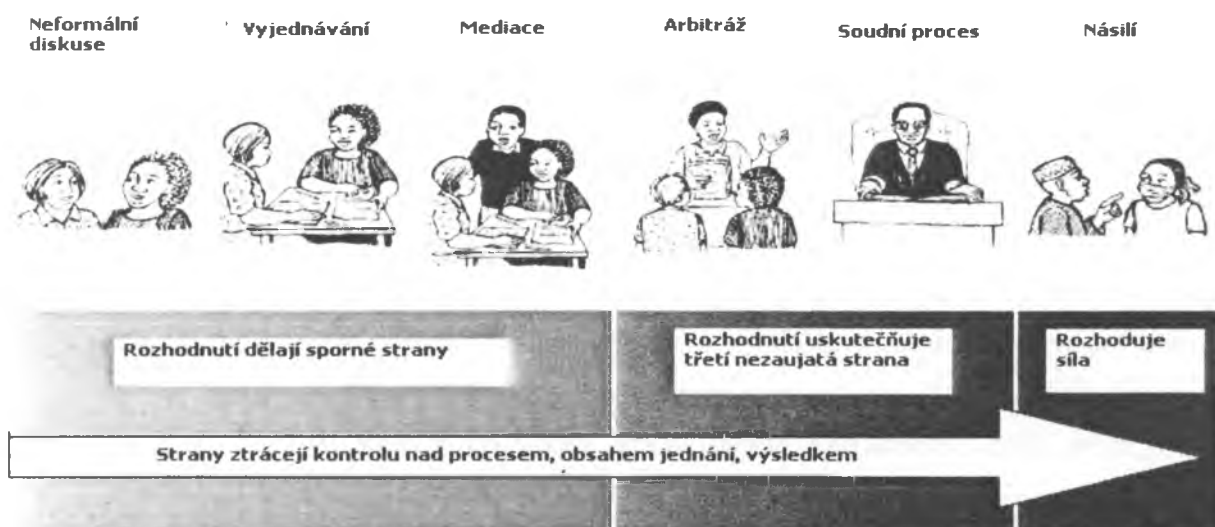 Neformální
diskuse
Vyjednávání
Mediace
Arbitráž
Soudní proces
Násilí
Rozhodnutí dělají sporné strany
Rozhodnutí uskutečňuje
třetí nezaujatá strana
Rozhoduje
síla
Strany ztrácejí kontrolu nad procesem, obsahem jednání, výsledkem